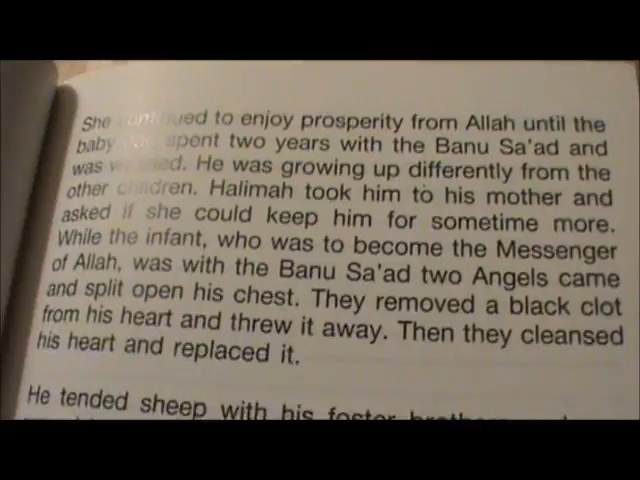 She continued to enjoy prosperity from Allah until the
baby had spent two years with the Banu Sa'ad and
was weaned. He was growing up differently from the
other children. Halimah took him to his mother and
asked if she could keep him for sometime more.
While the infant, who was to become the Messenger
of Allah, was with the Banu Sa'ad two Angels came
and split open his chest. They removed a black clot
from his heart and threw it away. Then they cleansed
his heart and replaced it.
He tended sheep with his foster brothers